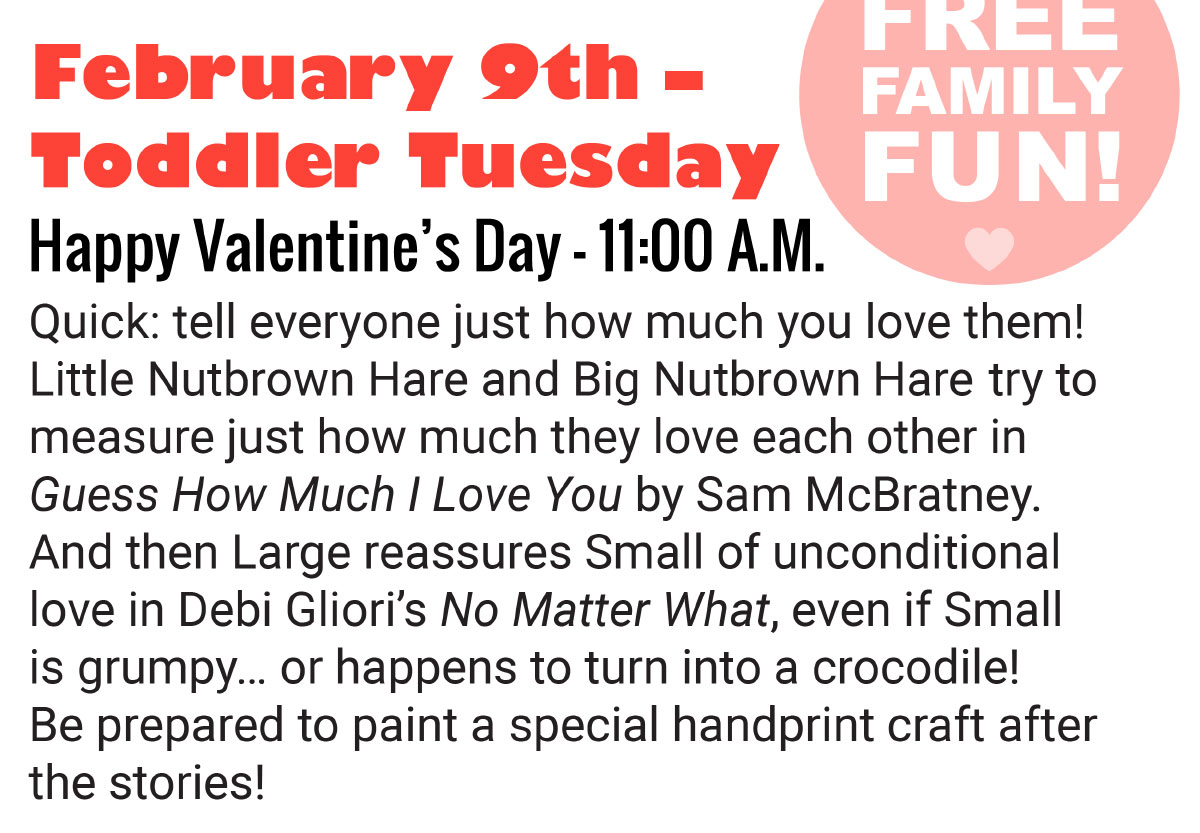 FREE
FAMILY
FUN!
February 9th –
Toddler Tuesday
Happy Valentine’s Day - 11:00 A.M.
Quick: tell everyone just how much you love them!
Little Nutbrown Hare and Big Nutbrown Hare try to
measure just how much they love each other in
Guess How Much I Love You by Sam McBratney.
And then Large reassures Small of unconditional
love in Debi Gliori’s No Matter What, even if Small
is grumpy… or happens to turn into a crocodile!
Be prepared to paint a special handprint craft after
the stories!